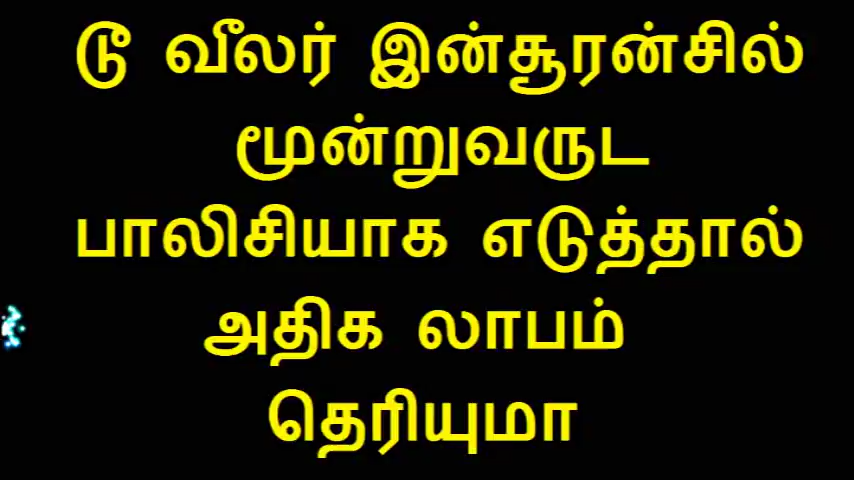 டூ வீலர் இன்சூரன்சில்
மூன்றுவருட
பாலிசியாக எடுத்தால்
அதிக லாபம்
தெரியுமா